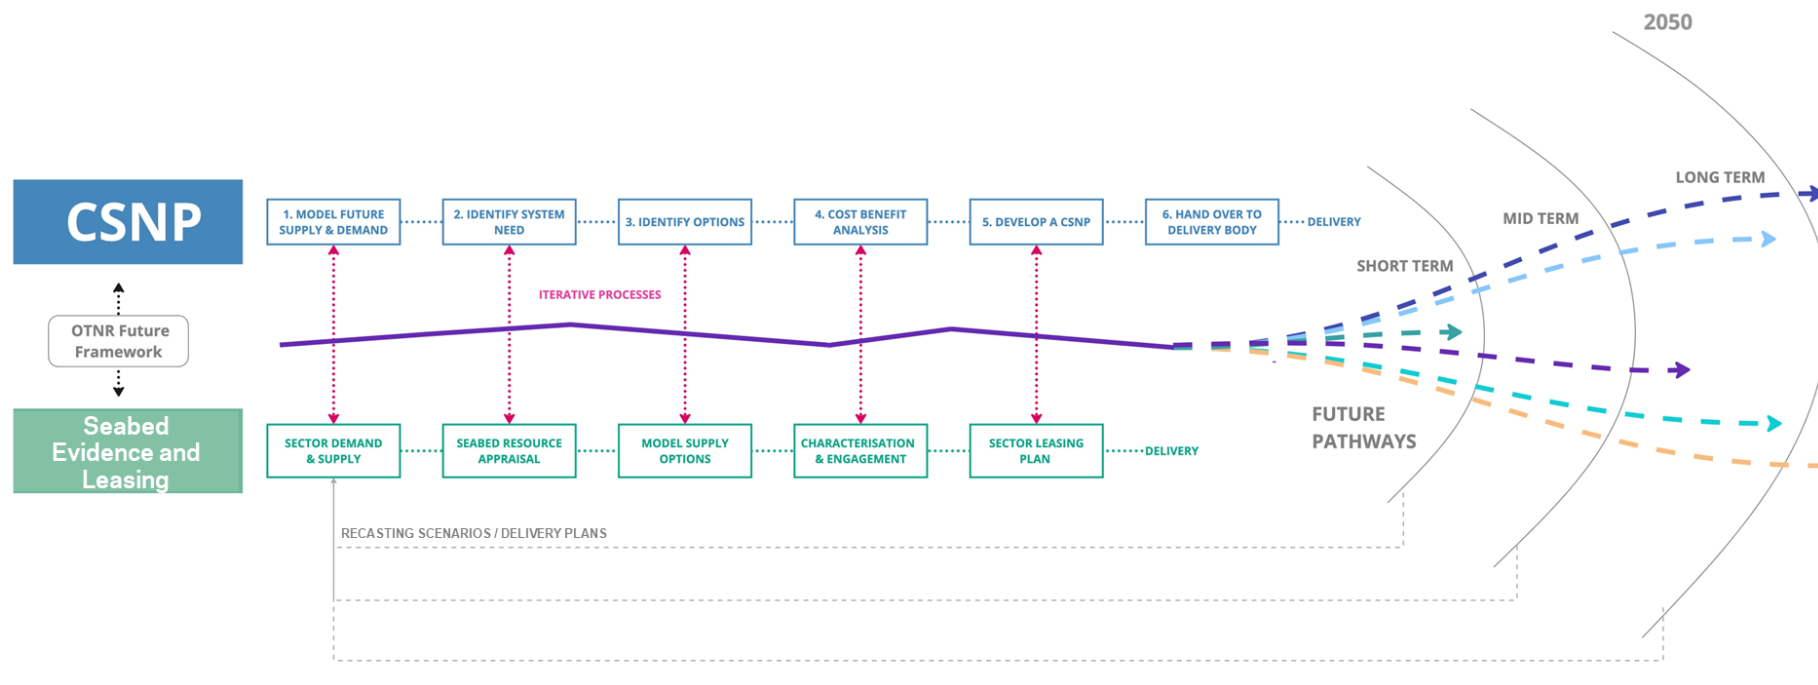 2050
LONG TERM
MID TERM
SHORT TERM
CSNP
1. MODEL FUTURE
SUPPLY & DEMAND
2. IDENTIFY SYSTEM
NEED
3. IDENTIFY OPTIONS
4. COST BENEFIT
ANALYSIS
5. DEVELOP A CSNP
6. HAND OVER TO
DELIVERY BODY
DELIVERY
ITERATIVE PROCESSES
OTNR Future
Framework
FUTURE
PATHWAYS
Seabed
Evidence and
Leasing
SECTOR DEMAND
& SUPPLY
SEABED RESOURCE
APPRAISAL
MODEL SUPPLY
OPTIONS
CHARACTERISATION
& ENGAGEMENT
SECTOR LEASING
PLAN
DELIVERY
RECASTING SCENARIOS / DELIVERY PLANS